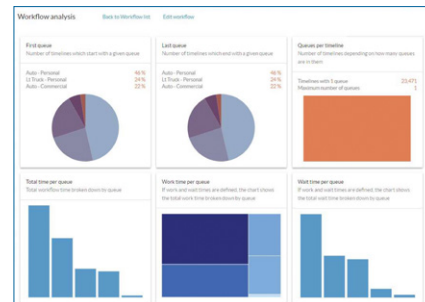 Workflow analysis
Back to Workflow list
Edit workflow
First queue
Number of timelines which start with a given queue
Auto - Personal 46 %
Lt Truck - Personal 24 %
Auto - Commercial 22 %
Last queue
Number of timelines which end with a given queue
Auto - Personal 46 %
Lt Truck - Personal 24 %
Auto - Commercial 22 %
Queues per timeline
Number of timelines depending on how many queues
are in them
Timelines with 1 queue 23,471
Maximum number of queues 1
Total time per queue
Total workflow time broken down by queue
Work time per queue
If work and wait times are defined, the chart shows
the total work time broken down by queue
Wait time per queue
If work and wait times are defined, the chart shows
the total wait time broken down by queue